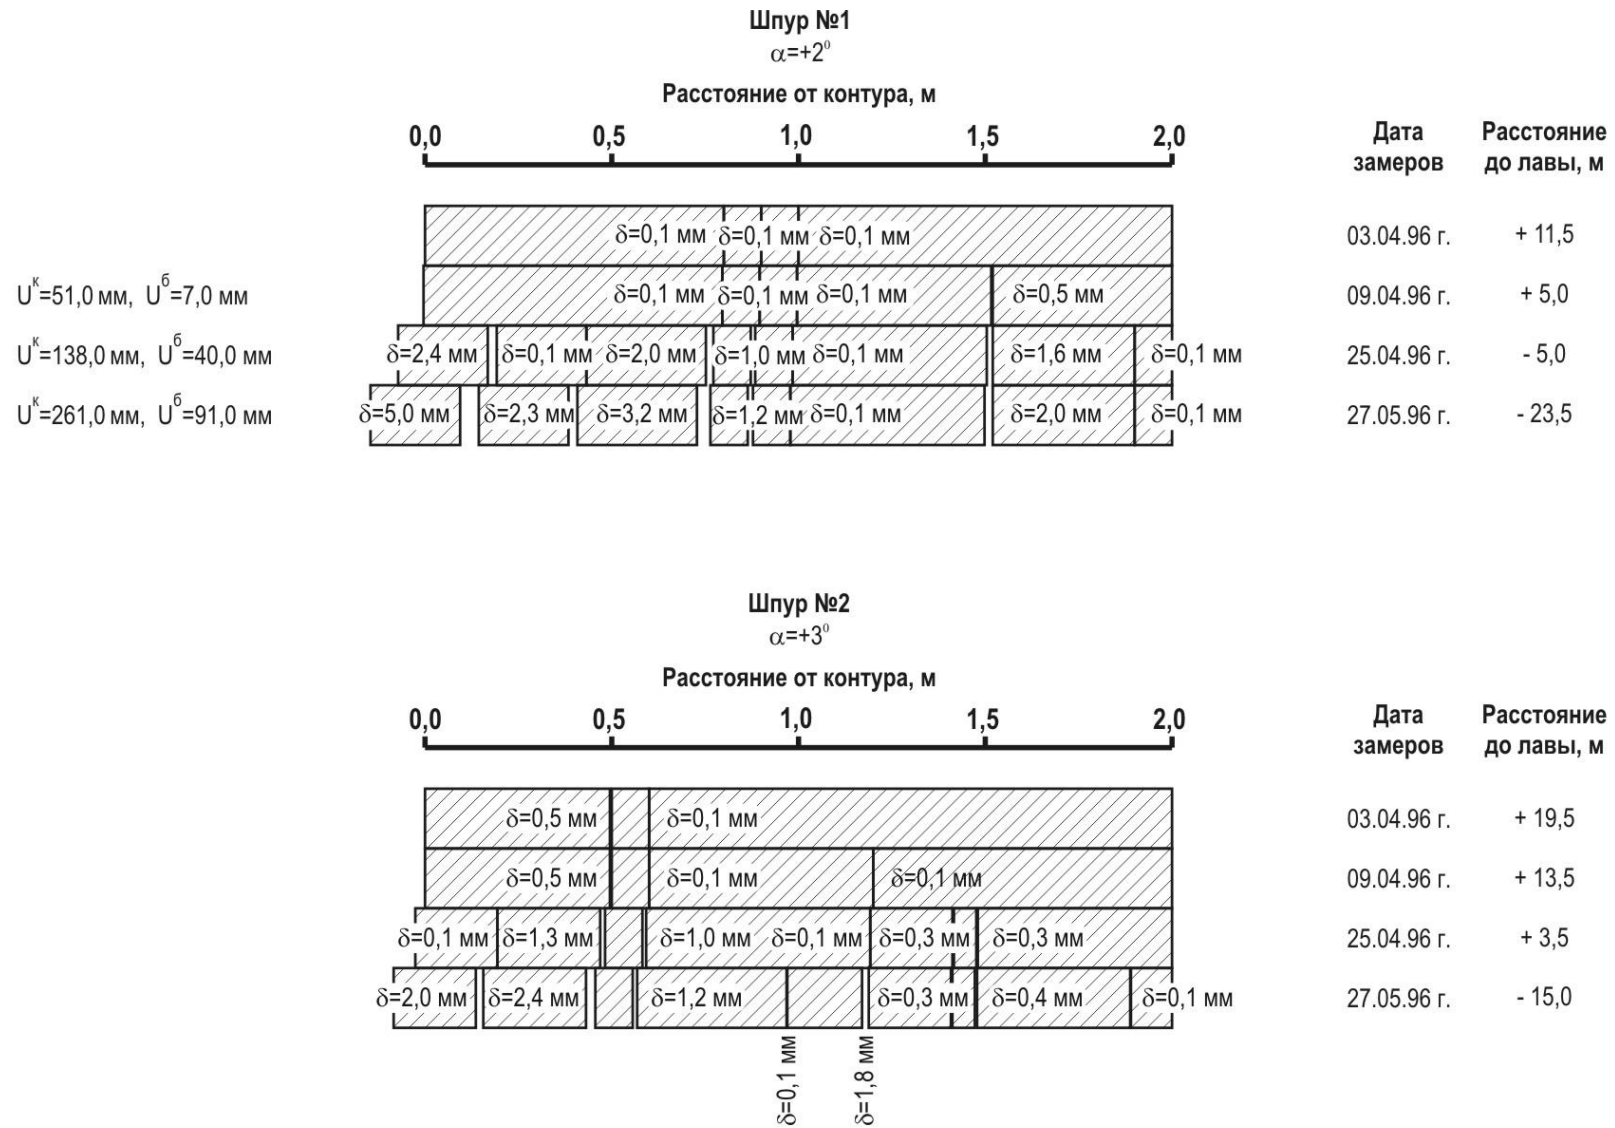 Шпур №1
α=+2⁰
Расстояние от контура, м
0,0 0,5 1,0 1,5 2,0
Дата замеров
Расстояние до лавы, м
δ=0,1 мм δ=0,1 мм δ=0,1 мм 03.04.96 г. + 11,5
Uᴷ=51,0 мм, Uᵟ=7,0 мм δ=0,1 мм δ=0,1 мм δ=0,1 мм δ=0,5 мм 09.04.96 г. + 5,0
Uᴷ=138,0 мм, Uᵟ=40,0 мм δ=2,4 мм δ=0,1 мм δ=2,0 мм δ=1,0 мм δ=0,1 мм δ=1,6 мм δ=0,1 мм 25.04.96 г. - 5,0
Uᴷ=261,0 мм, Uᵟ=91,0 мм δ=5,0 мм δ=2,3 мм δ=3,2 мм δ=1,2 мм δ=0,1 мм δ=2,0 мм δ=0,1 мм 27.05.96 г. - 23,5
Шпур №2
α=+3⁰
Расстояние от контура, м
0,0 0,5 1,0 1,5 2,0
Дата замеров
Расстояние до лавы, м
δ=0,5 мм δ=0,1 мм 03.04.96 г. + 19,5
δ=0,5 мм δ=0,1 мм δ=0,1 мм 09.04.96 г. + 13,5
δ=0,1 мм δ=1,3 мм δ=1,0 мм δ=0,1 мм δ=0,3 мм δ=0,3 мм 25.04.96 г. + 3,5
δ=2,0 мм δ=2,4 мм δ=1,2 мм δ=0,3 мм δ=0,4 мм δ=0,1 мм 27.05.96 г. - 15,0
δ=0,1 мм
δ=1,8 мм